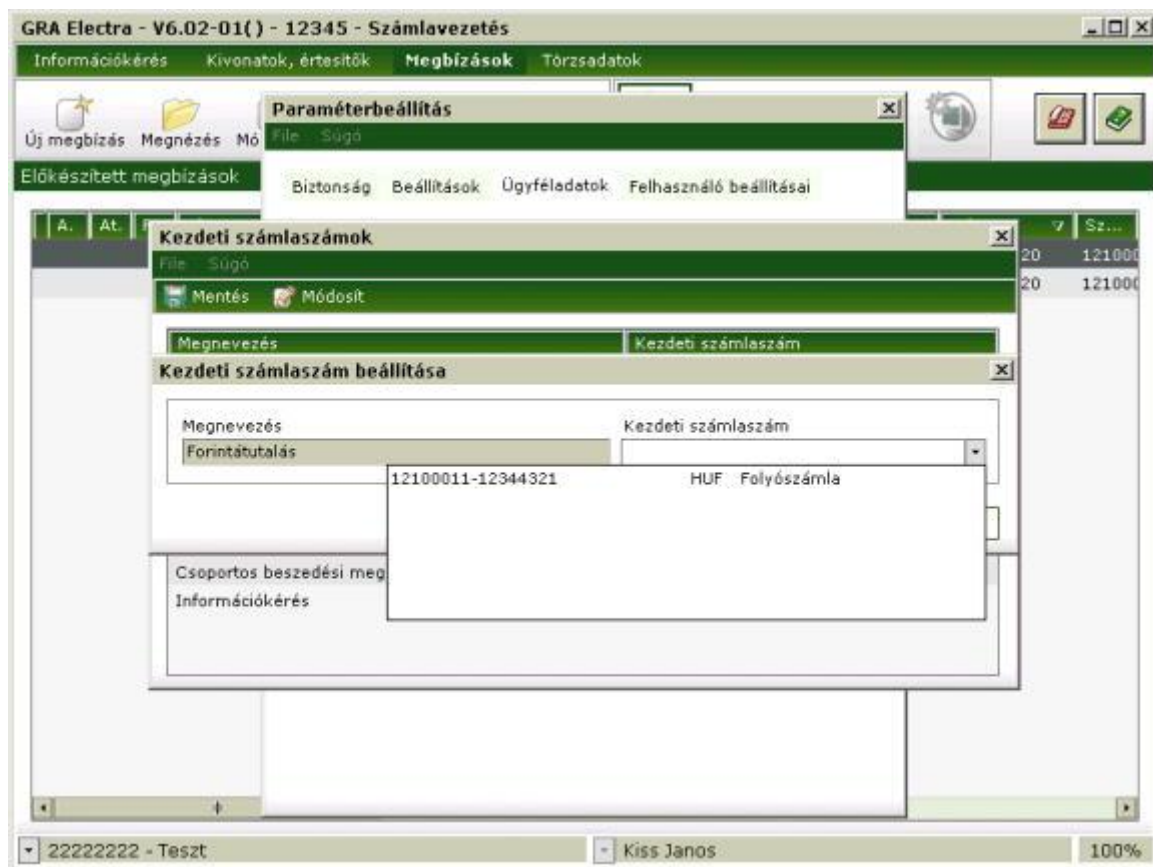 GRA Electra - V6.02-01( ) - 12345 - Számlavezetés
Információkérés Kivonatok, értesítők Megbízások Törzsadatok
Új megbízás Megnézés Mó
Paraméterbeállítás
File Súgó
Előkészített megbízások
Biztonság Beállítások Ügyféladatok Felhasználó beállításai
A. At. Sz...
Kezdeti számlaszámok
20 121000
File Súgó
20 121000
Mentés Módosít
Megnevezés Kezdeti számlaszám
Kezdeti számlaszám beállítása
Megnevezés Kezdeti számlaszám
Forintátutalás
12100011-12344321 HUF Folyószámla
Csoportos beszedési meg
Információkérés
22222222 - Teszt Kiss Janos 100%